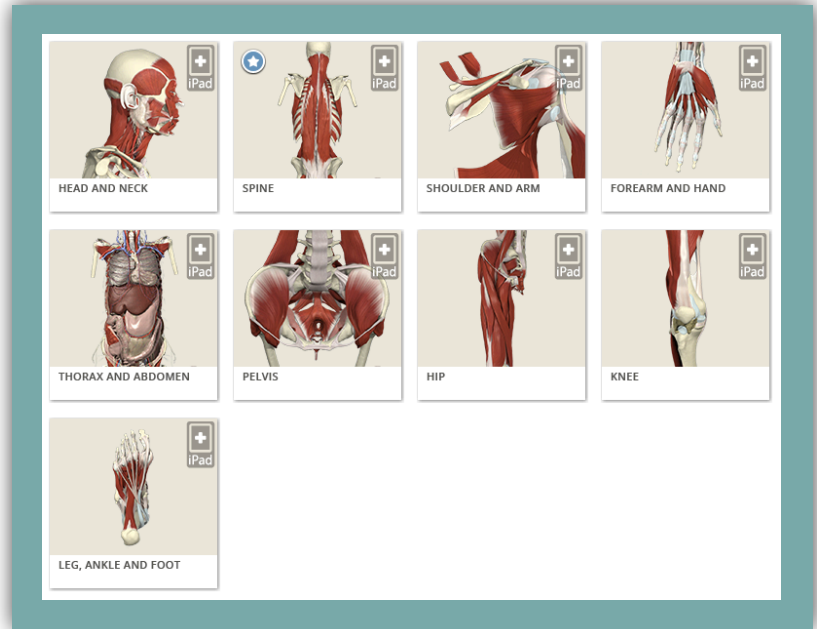 iPad
HEAD AND NECK
iPad
SPINE
iPad
SHOULDER AND ARM
iPad
FOREARM AND HAND
iPad
THORAX AND ABDOMEN
iPad
PELVIS
iPad
HIP
iPad
KNEE
iPad
LEG, ANKLE AND FOOT